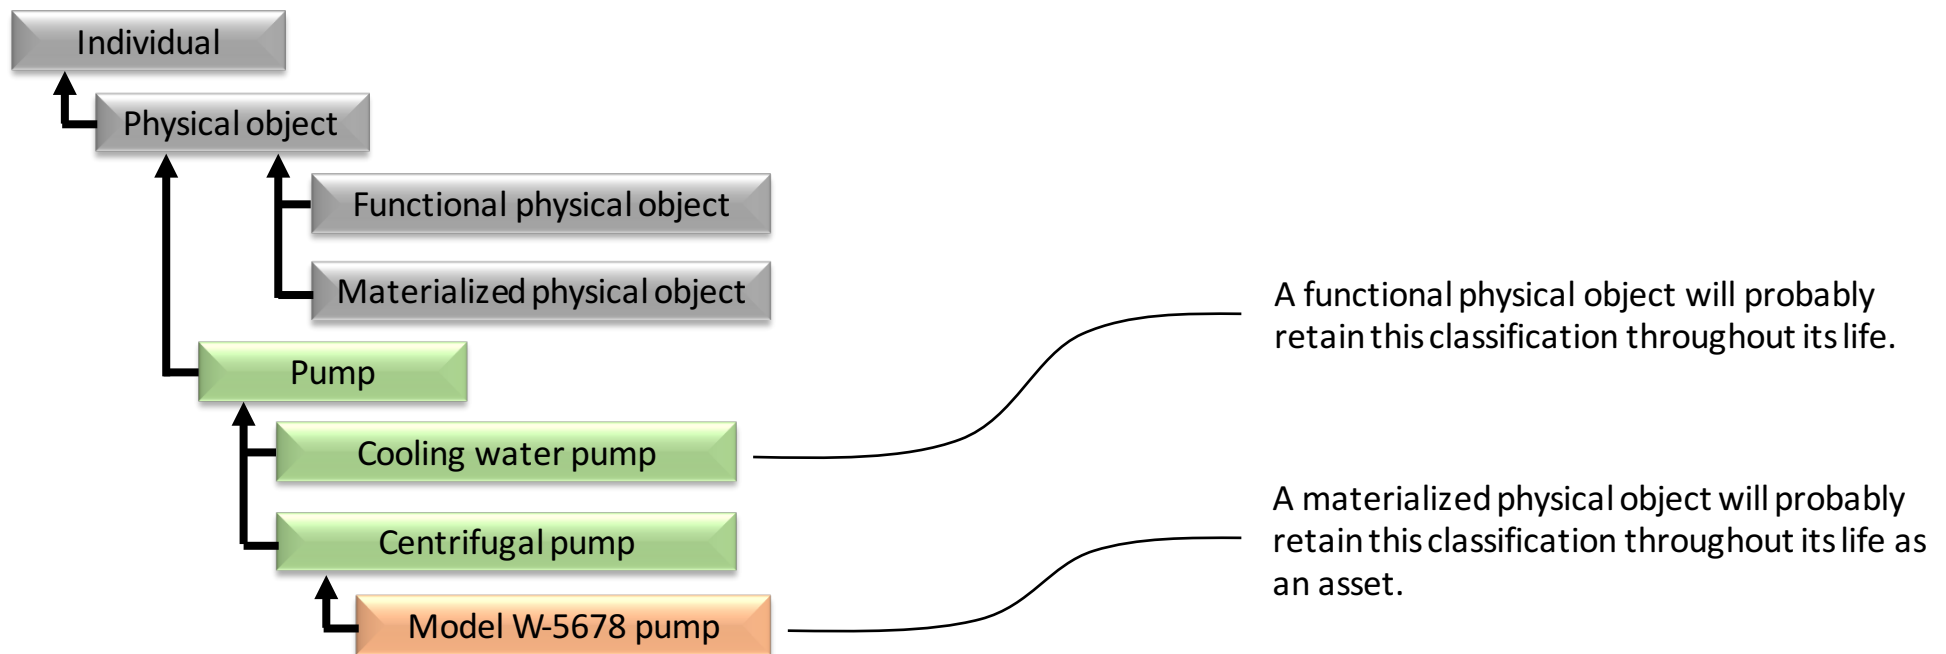 Individual
Physical object
Functional physical object
Materialized physical object
Pump
Cooling water pump
Centrifugal pump
Model W-5678 pump
A functional physical object will probably
retain this classification throughout its life.
A materialized physical object will probably
retain this classification throughout its life as
an asset.